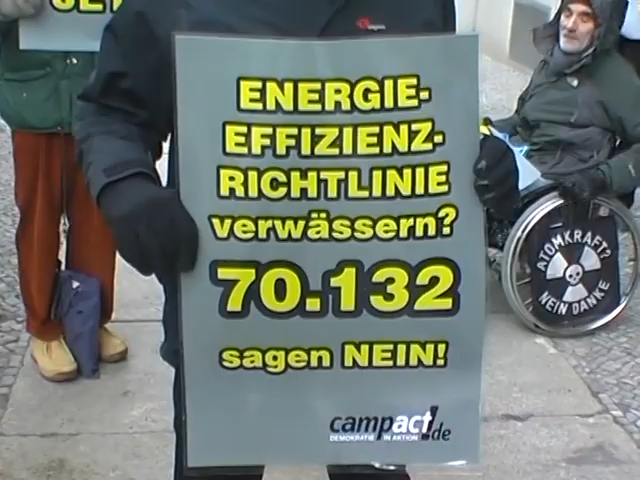 ENERGIE-
EFFIZIENZ-
RICHTLINIE
verwässern?
70.132
sagen NEIN!
campact!.de
DEMOKRATIE IN AKTION
ATOMKRAFT?
NEIN DANKE